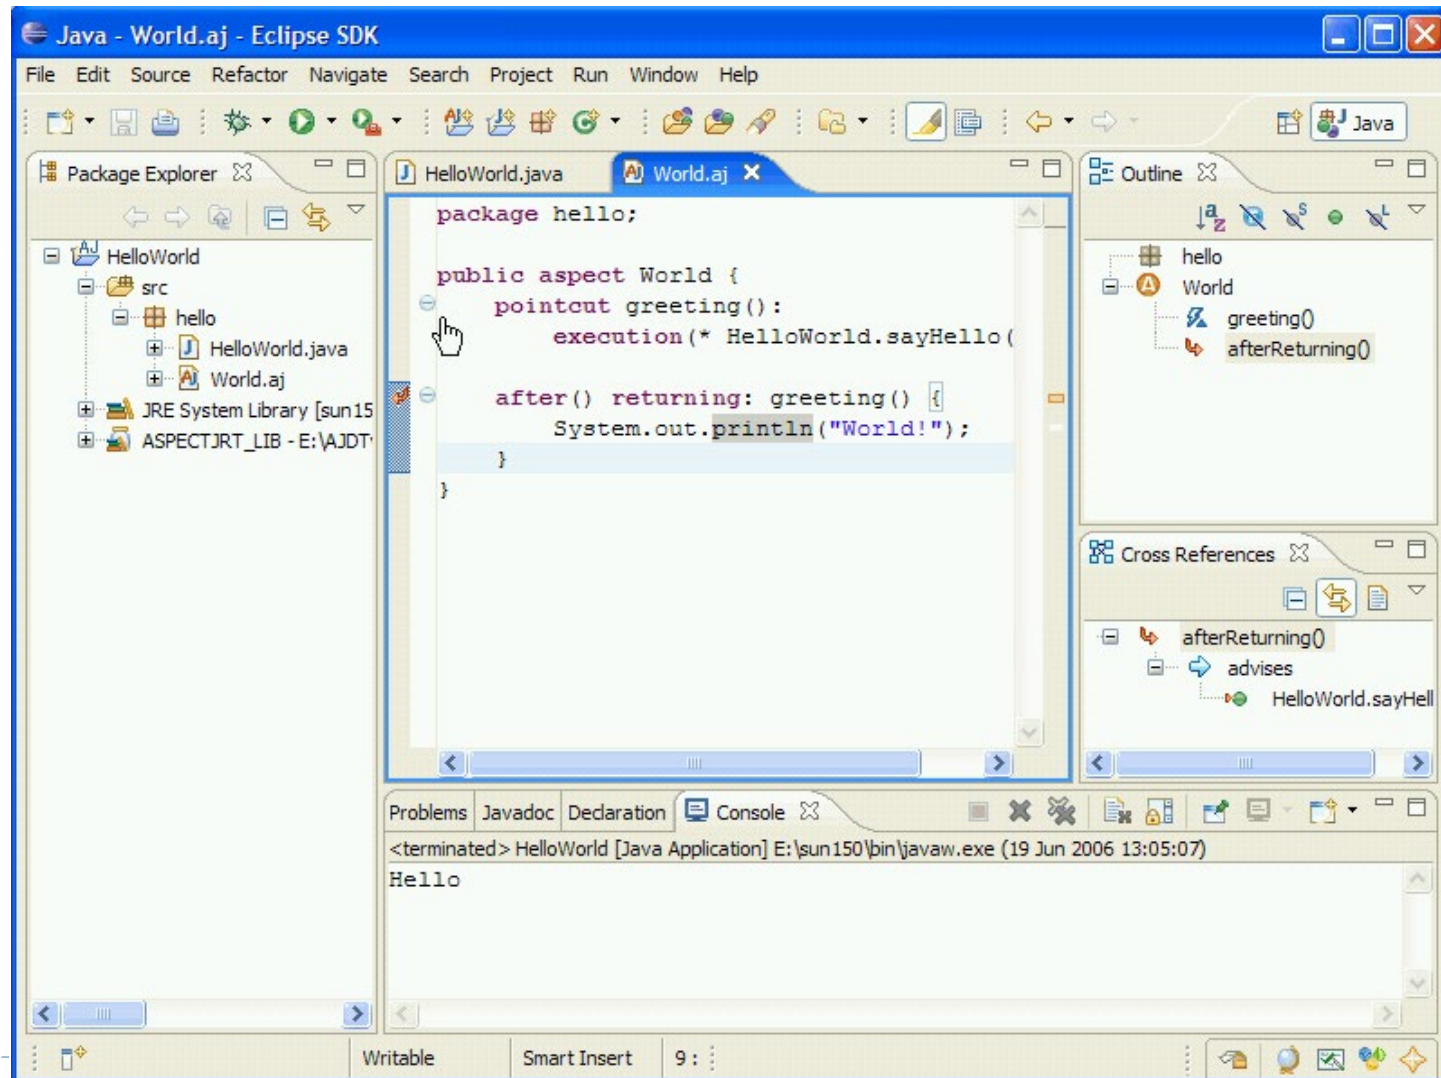 Java - World.aj - Eclipse SDK
File Edit Source Refactor Navigate Search Project Run Window Help
Java
Package Explorer
HelloWorld
src
hello
HelloWorld.java
World.aj
JRE System Library [sun15
ASPECTJRT_LIB - E:\AJDT
HelloWorld.java World.aj
package hello;
public aspect World {
pointcut greeting():
execution(* HelloWorld.sayHello(
after() returning: greeting() {
System.out.println("World!");
}
}
Outline
hello
World
greeting()
afterReturning()
Cross References
afterReturning()
advises
HelloWorld.sayHell
Problems Javadoc Declaration Console
<terminated> HelloWorld [Java Application] E:\sun150\bin\javaw.exe (19 Jun 2006 13:05:07)
Hello
Writable Smart Insert 9 :